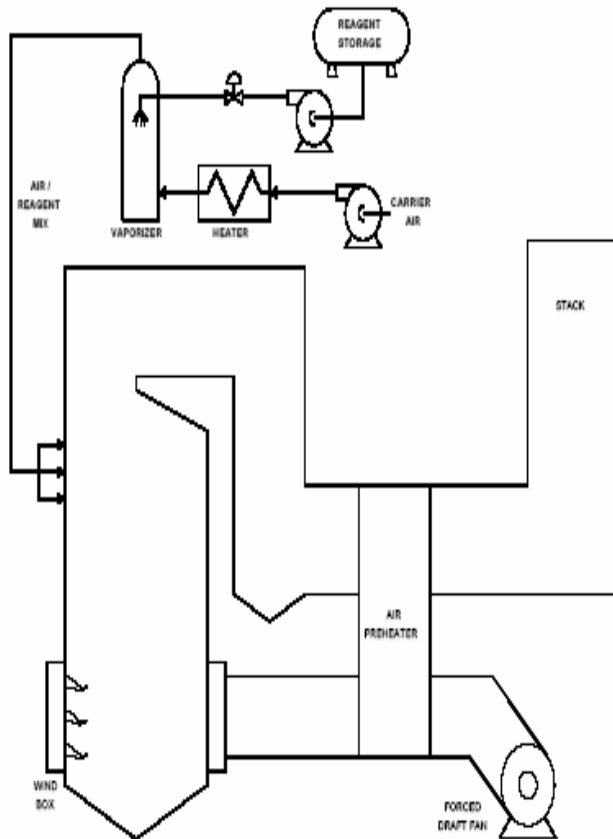 REAGENT
STORAGE
AIR /
REAGENT
MIX
VAPORIZER
HEATER
CARRIER
AIR
STACK
AIR
PREHEATER
WIND
BOX
FORCED
DRAFT FAN